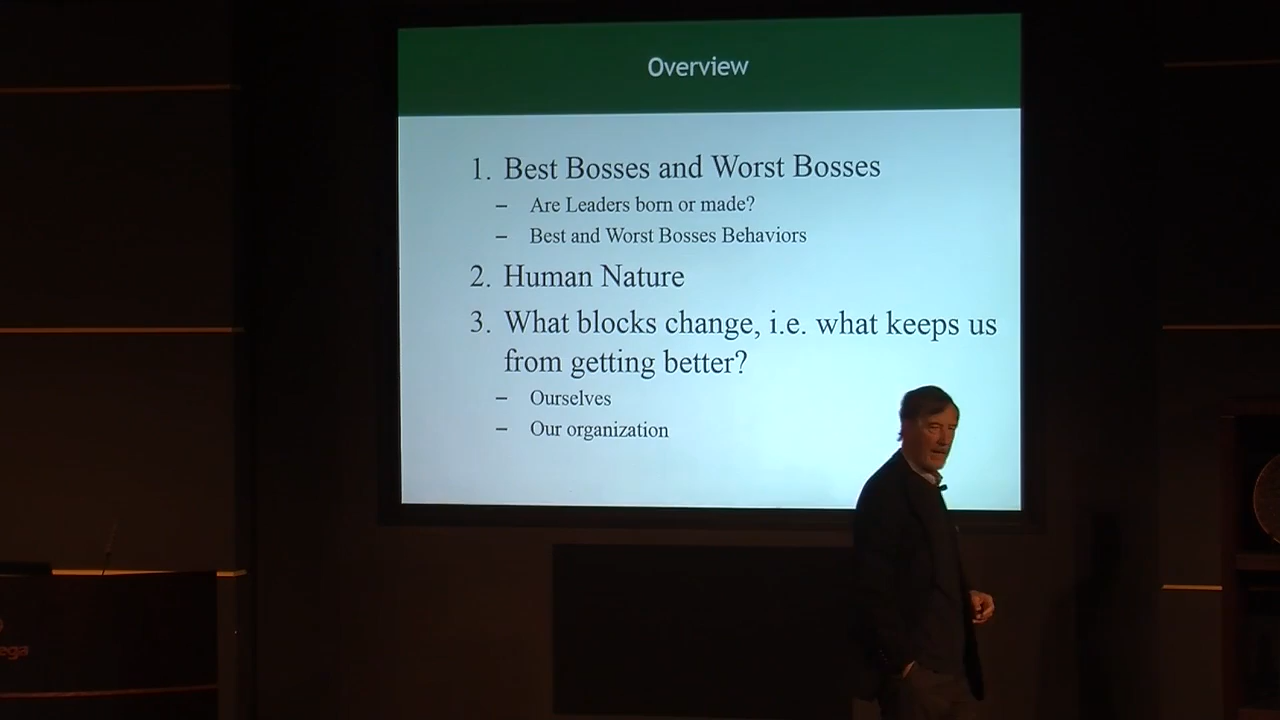 Overview
1. Best Bosses and Worst Bosses
– Are Leaders born or made?
– Best and Worst Bosses Behaviors
2. Human Nature
3. What blocks change, i.e. what keeps us
from getting better?
– Ourselves
– Our organization